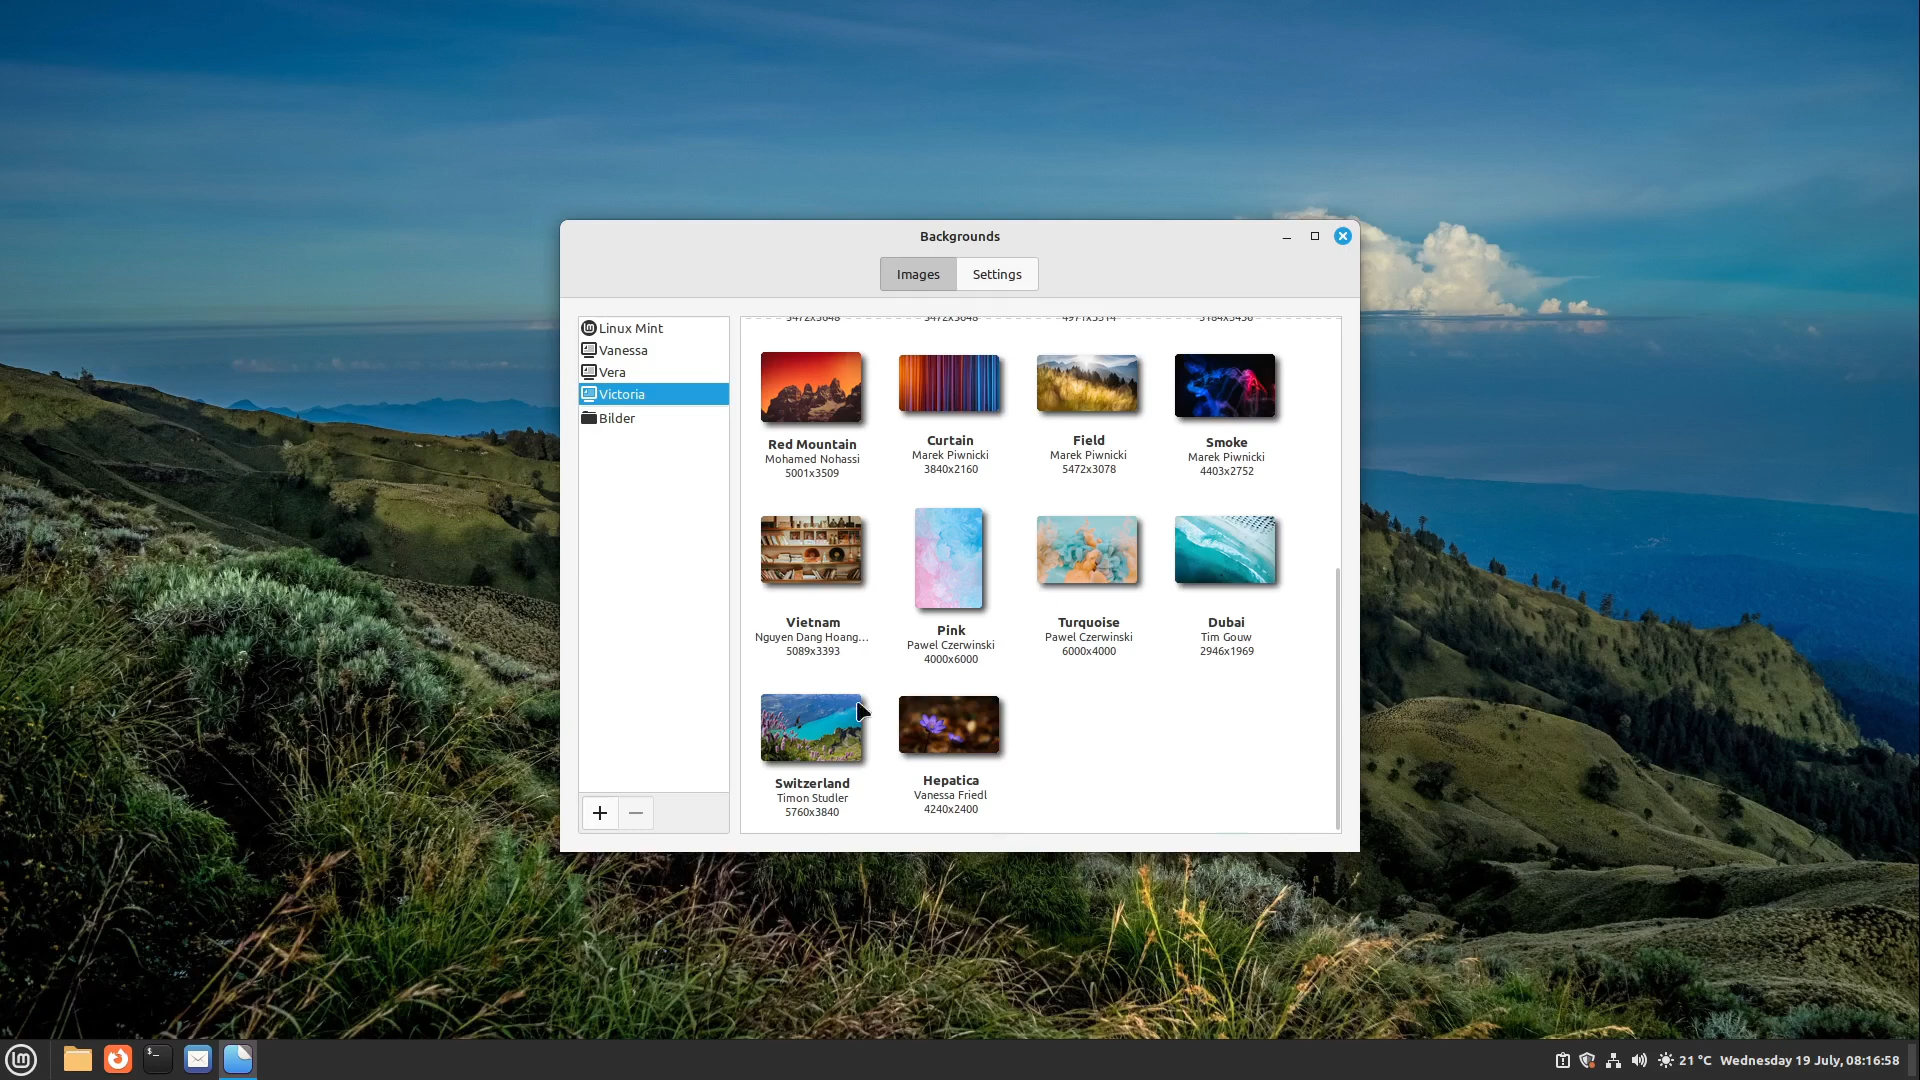 Backgrounds
Images
Settings
Linux Mint
Vanessa
Vera
Victoria
Bilder
Red Mountain
Mohamed Nohassi
5001x3509
Curtain
Marek Piwnicki
3840x2160
Field
Marek Piwnicki
5472x3078
Smoke
Marek Piwnicki
4403x2752
Vietnam
Nguyen Dang Hoang...
5089x3393
Pink
Pawel Czerwinski
4000x6000
Turquoise
Pawel Czerwinski
6000x4000
Dubai
Tim Gouw
2946x1969
Switzerland
Timon Studler
5760x3840
Hepatica
Vanessa Friedl
4240x2400
21 °C Wednesday 19 July, 08:16:58